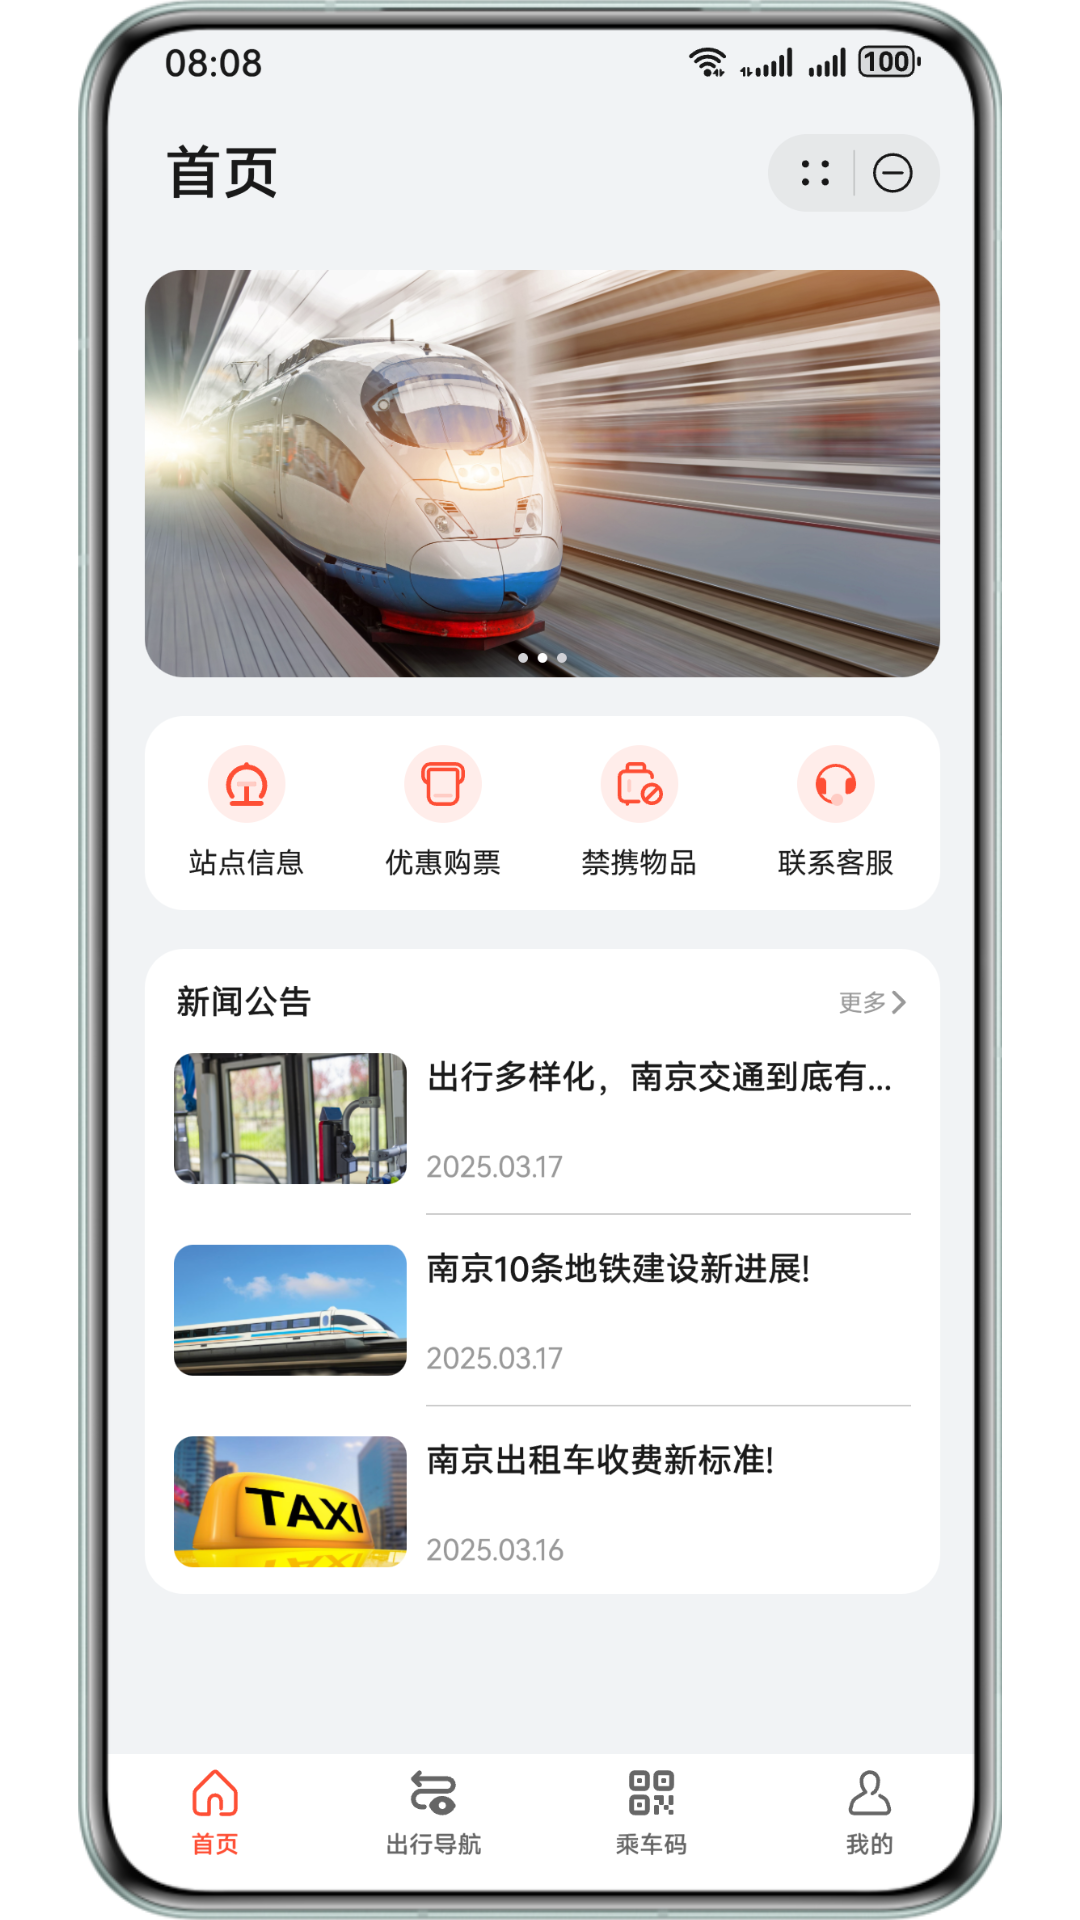 08:08
100
首页
站点信息
优惠购票
禁携物品
联系客服
新闻公告
更多
出行多样化，南京交通到底有...
2025.03.17
南京10条地铁建设新进展!
2025.03.17
TAXI
南京出租车收费新标准!
2025.03.16
首页
出行导航
乘车码
我的